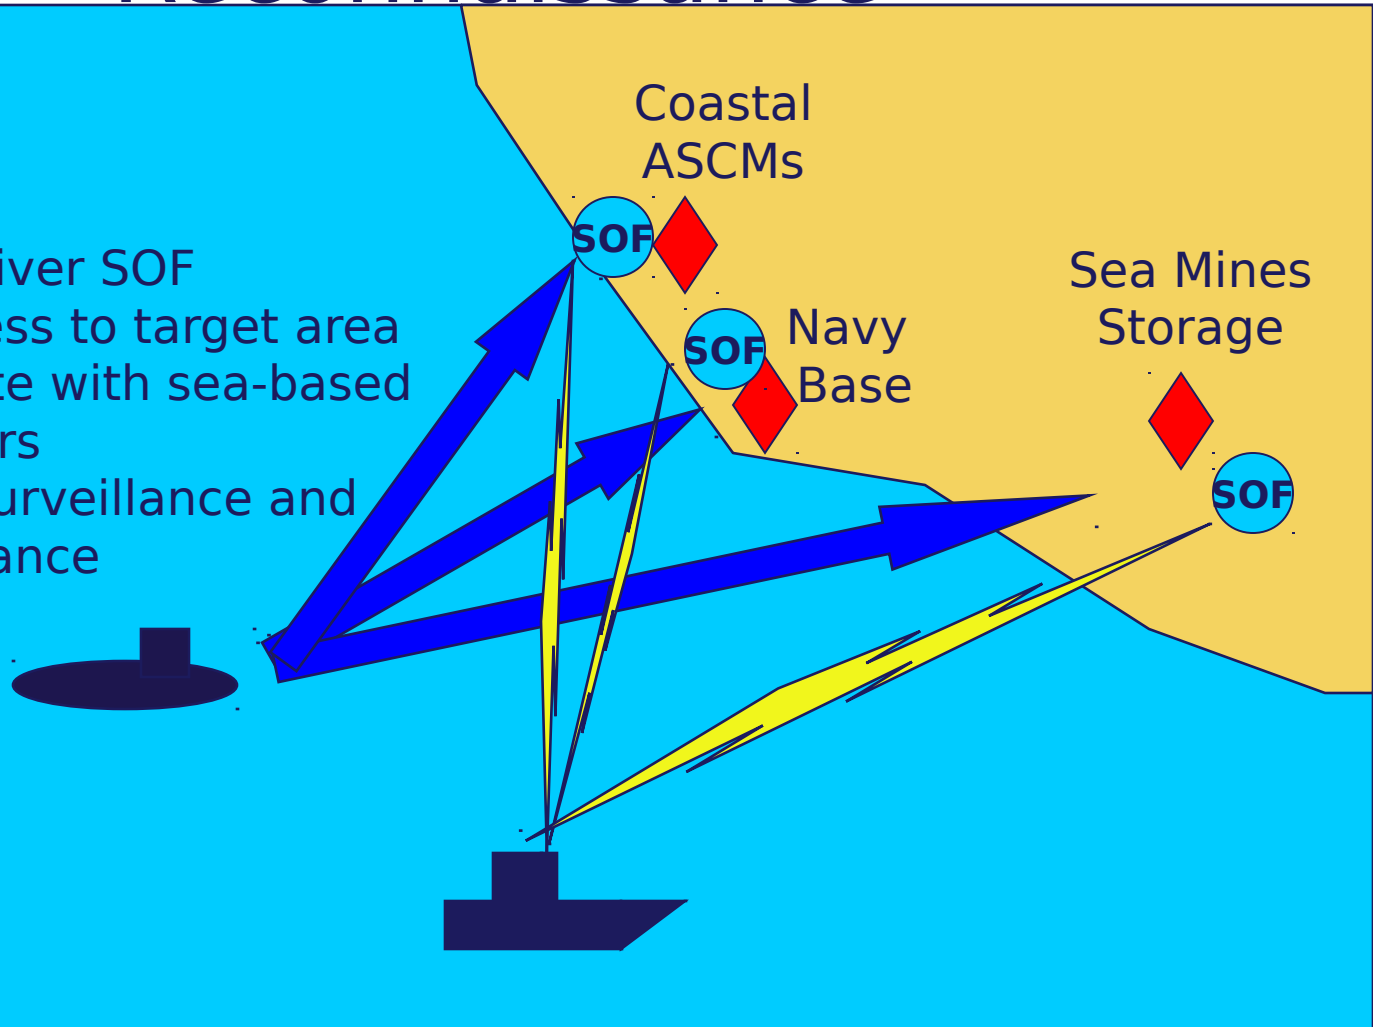 Coastal
ASCMs
SOF
iver SOF
ess to target area
te with sea-based
rs
urveillance and
ance
SOF
Navy
Base
Sea Mines
Storage
SOF